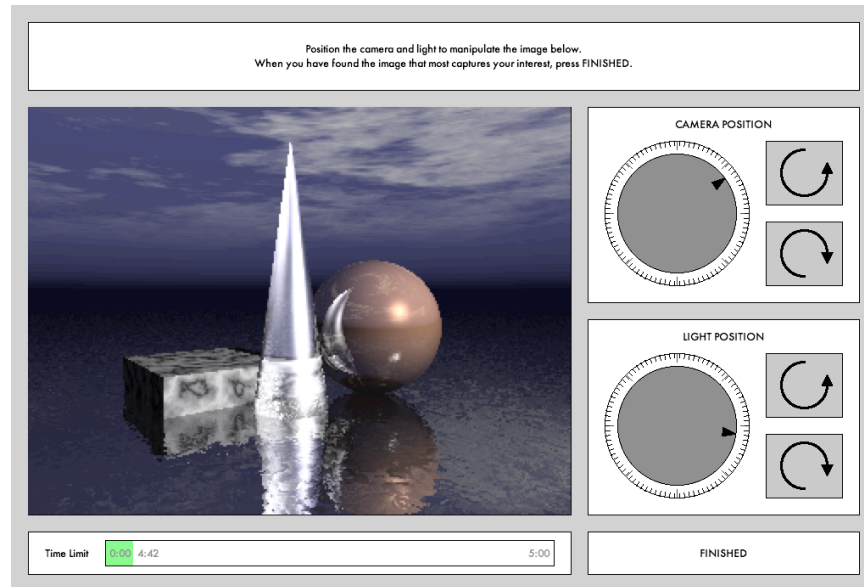 Position the camera and light to manipulate the image below.
When you have found the image that most captures your interest, press FINISHED.
CAMERA POSITION
LIGHT POSITION
Time Limit 0:00 4:42 5:00
FINISHED